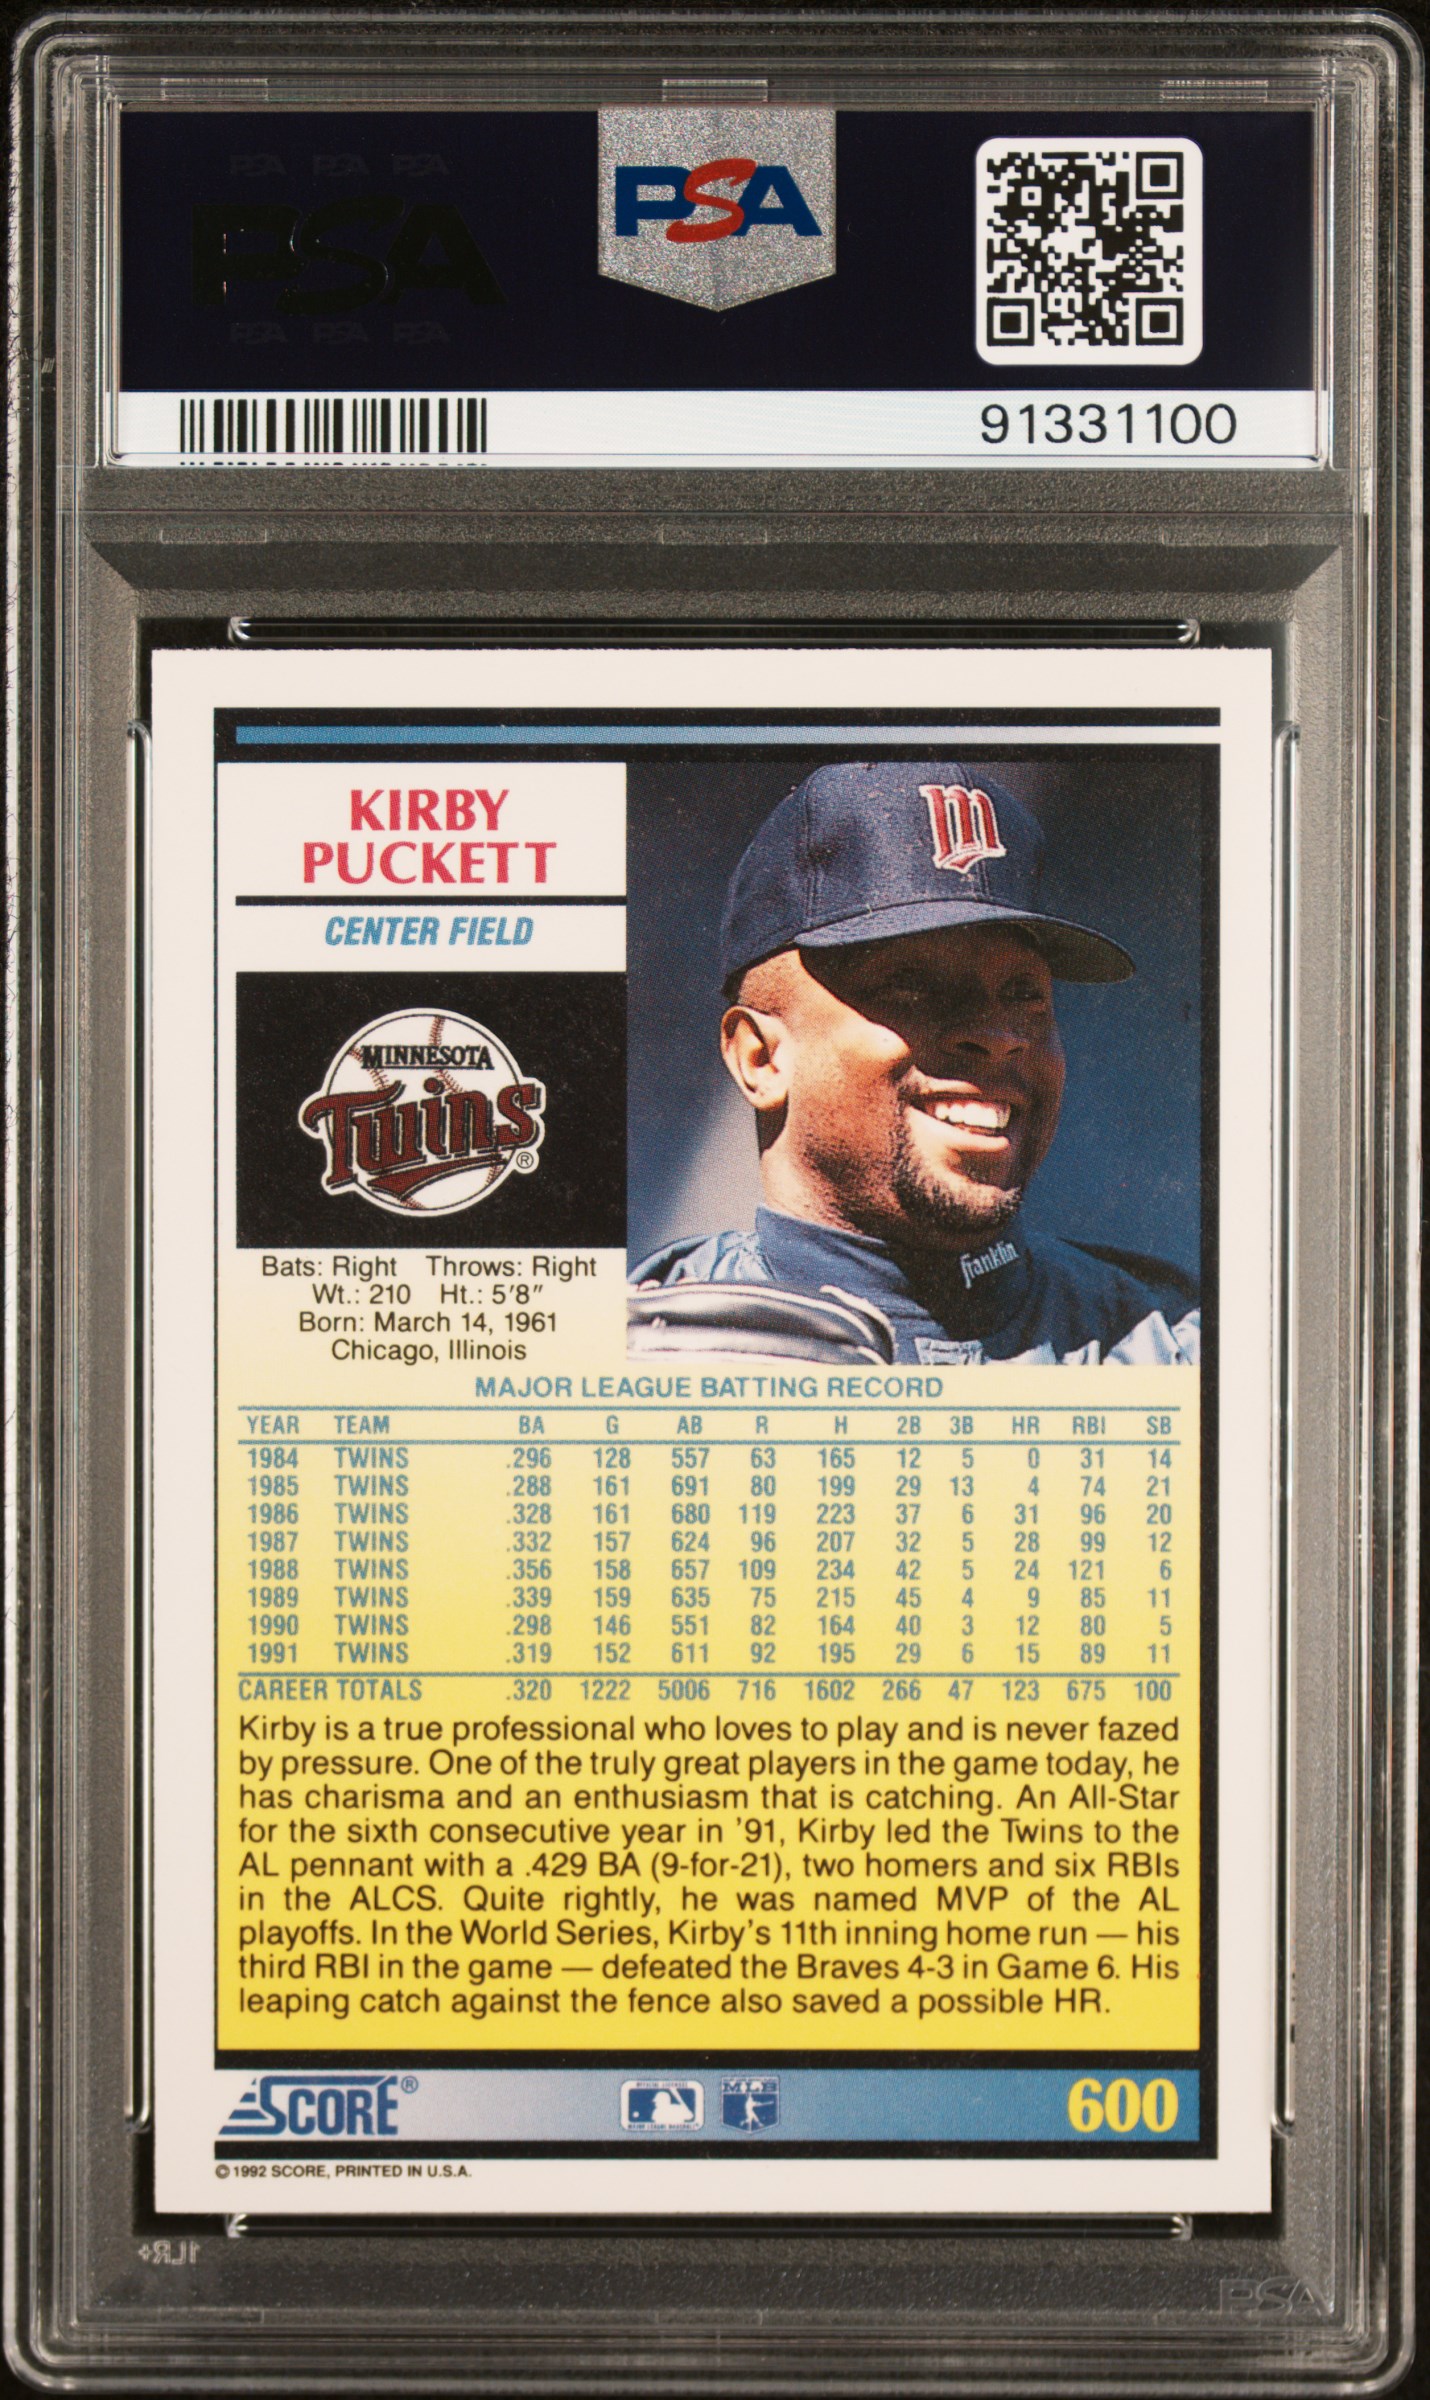 PSA PSA PSA
PSA
PSA PSA PSA
PSA
91331100
KIRBY
PUCKETT
CENTER FIELD
MINNESOTA
Twins®
M
franklin
Bats: Right Throws: Right
Wt.: 210 Ht.: 5'8"
Born: March 14, 1961
Chicago, Illinois
MAJOR LEAGUE BATTING RECORD
YEAR TEAM BA G AB R H 2B 3B HR RBI SB
1984 TWINS .296 128 557 63 165 12 5 0 31 14
1985 TWINS .288 161 691 80 199 29 13 4 74 21
1986 TWINS .328 161 680 119 223 37 6 31 96 20
1987 TWINS .332 157 624 96 207 32 5 28 99 12
1988 TWINS .356 158 657 109 234 42 5 24 121 6
1989 TWINS .339 159 635 75 215 45 4 9 85 11
1990 TWINS .298 146 551 82 164 40 3 12 80 5
1991 TWINS .319 152 611 92 195 29 6 15 89 11
CAREER TOTALS .320 1222 5006 716 1602 266 47 123 675 100
Kirby is a true professional who loves to play and is never fazed
by pressure. One of the truly great players in the game today, he
has charisma and an enthusiasm that is catching. An All-Star
for the sixth consecutive year in '91, Kirby led the Twins to the
AL pennant with a .429 BA (9-for-21), two homers and six RBIs
in the ALCS. Quite rightly, he was named MVP of the AL
playoffs. In the World Series, Kirby's 11th inning home run — his
third RBI in the game — defeated the Braves 4-3 in Game 6. His
leaping catch against the fence also saved a possible HR.
SCORE®
MLB
600
© 1992 SCORE, PRINTED IN U.S.A.
1LR+
PSA